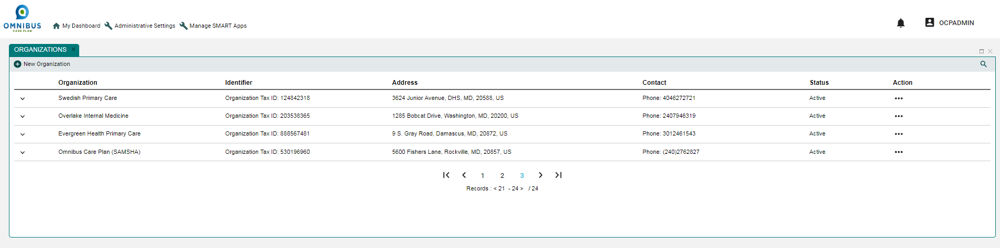 OMNIBUS
CARE PLAN
My Dashboard Administrative Settings Manage SMART Apps
OCPADMIN
ORGANIZATIONS
New Organization
Organization Identifier Address Contact Status Action
Swedish Primary Care Organization Tax ID: 124842318 3624 Junior Avenue, DHS, MD, 20588, US Phone: 4046272721 Active
Overlake Internal Medicine Organization Tax ID: 203538365 1285 Bobcat Drive, Washington, MD, 20200, US Phone: 2407946319 Active
Evergreen Health Primary Care Organization Tax ID: 888567481 9 S. Gray Road, Damascus, MD, 20872, US Phone: 3012461543 Active
Omnibus Care Plan (SAMSHA) Organization Tax ID: 530196960 5600 Fishers Lane, Rockville, MD, 20857, US Phone: (240)2762827 Active
1 2 3
Records : < 21 - 24 > / 24